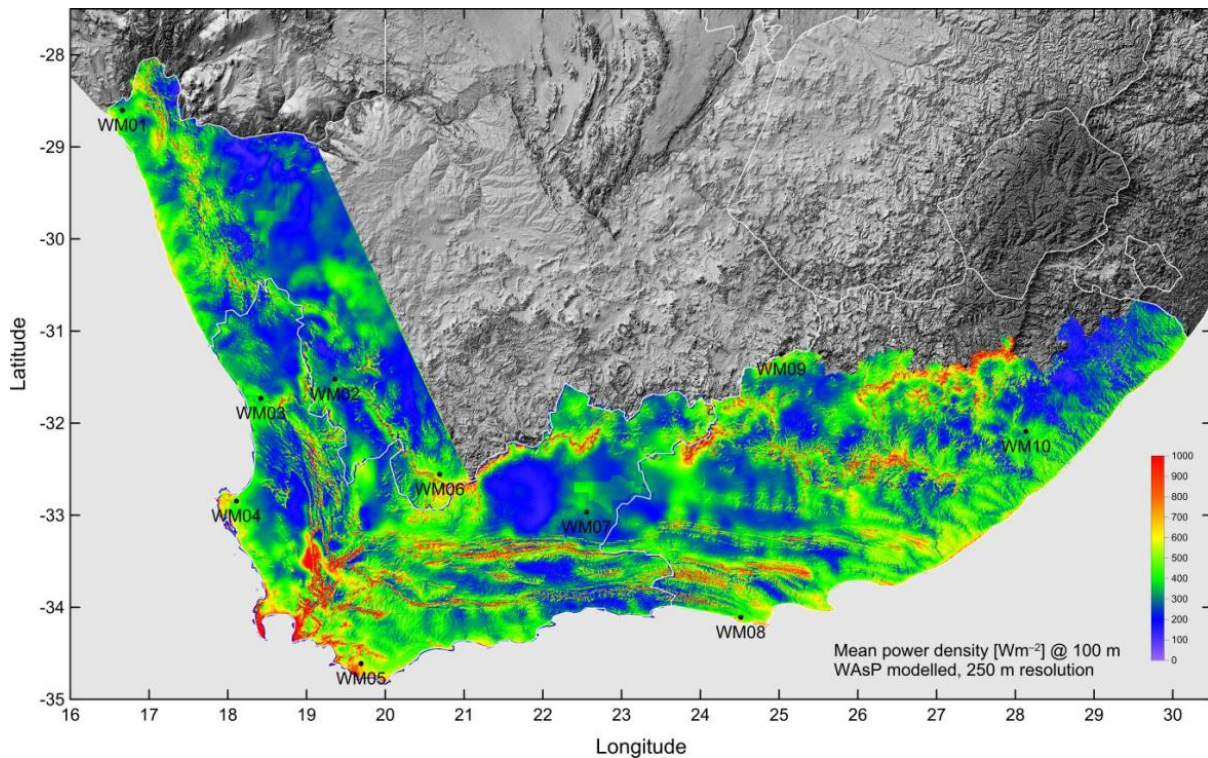 -28
-29
-30
-31
-32
-33
-34
-35
Latitude
WM01
WM02
WM03
WM04
WM05
WM06
WM07
WM08
WM09
WM10
1000
900
800
700
600
500
400
300
200
100
0
Mean power density [Wm⁻²] @ 100 m
WAsP modelled, 250 m resolution
16 17 18 19 20 21 22 23 24 25 26 27 28 29 30
Longitude